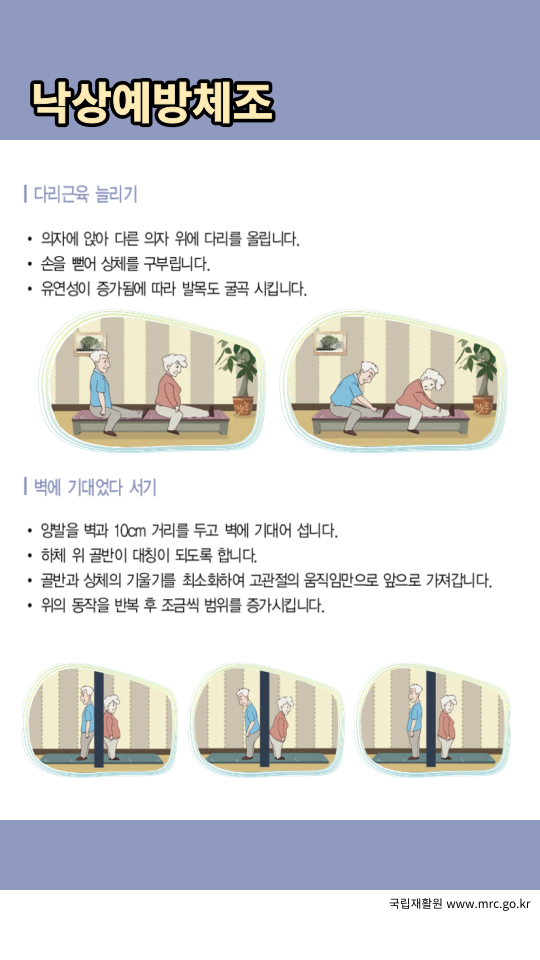 낙상예방체조
다리근육 늘리기
• 의자에 앉아 다른 의자 위에 다리를 올립니다.
• 손을 뻗어 상체를 구부립니다.
• 유연성이 증가됨에 따라 발목도 굴곡 시킵니다.
벽에 기대었다 서기
• 양발을 벽과 10cm 거리를 두고 벽에 기대어 섭니다.
• 하체 위 골반이 대칭이 되도록 합니다.
• 골반과 상체의 기울기를 최소화하여 고관절의 움직임만으로 앞으로 가져갑니다.
• 위의 동작을 반복 후 조금씩 범위를 증가시킵니다.
국립재활원 www.mrc.go.kr